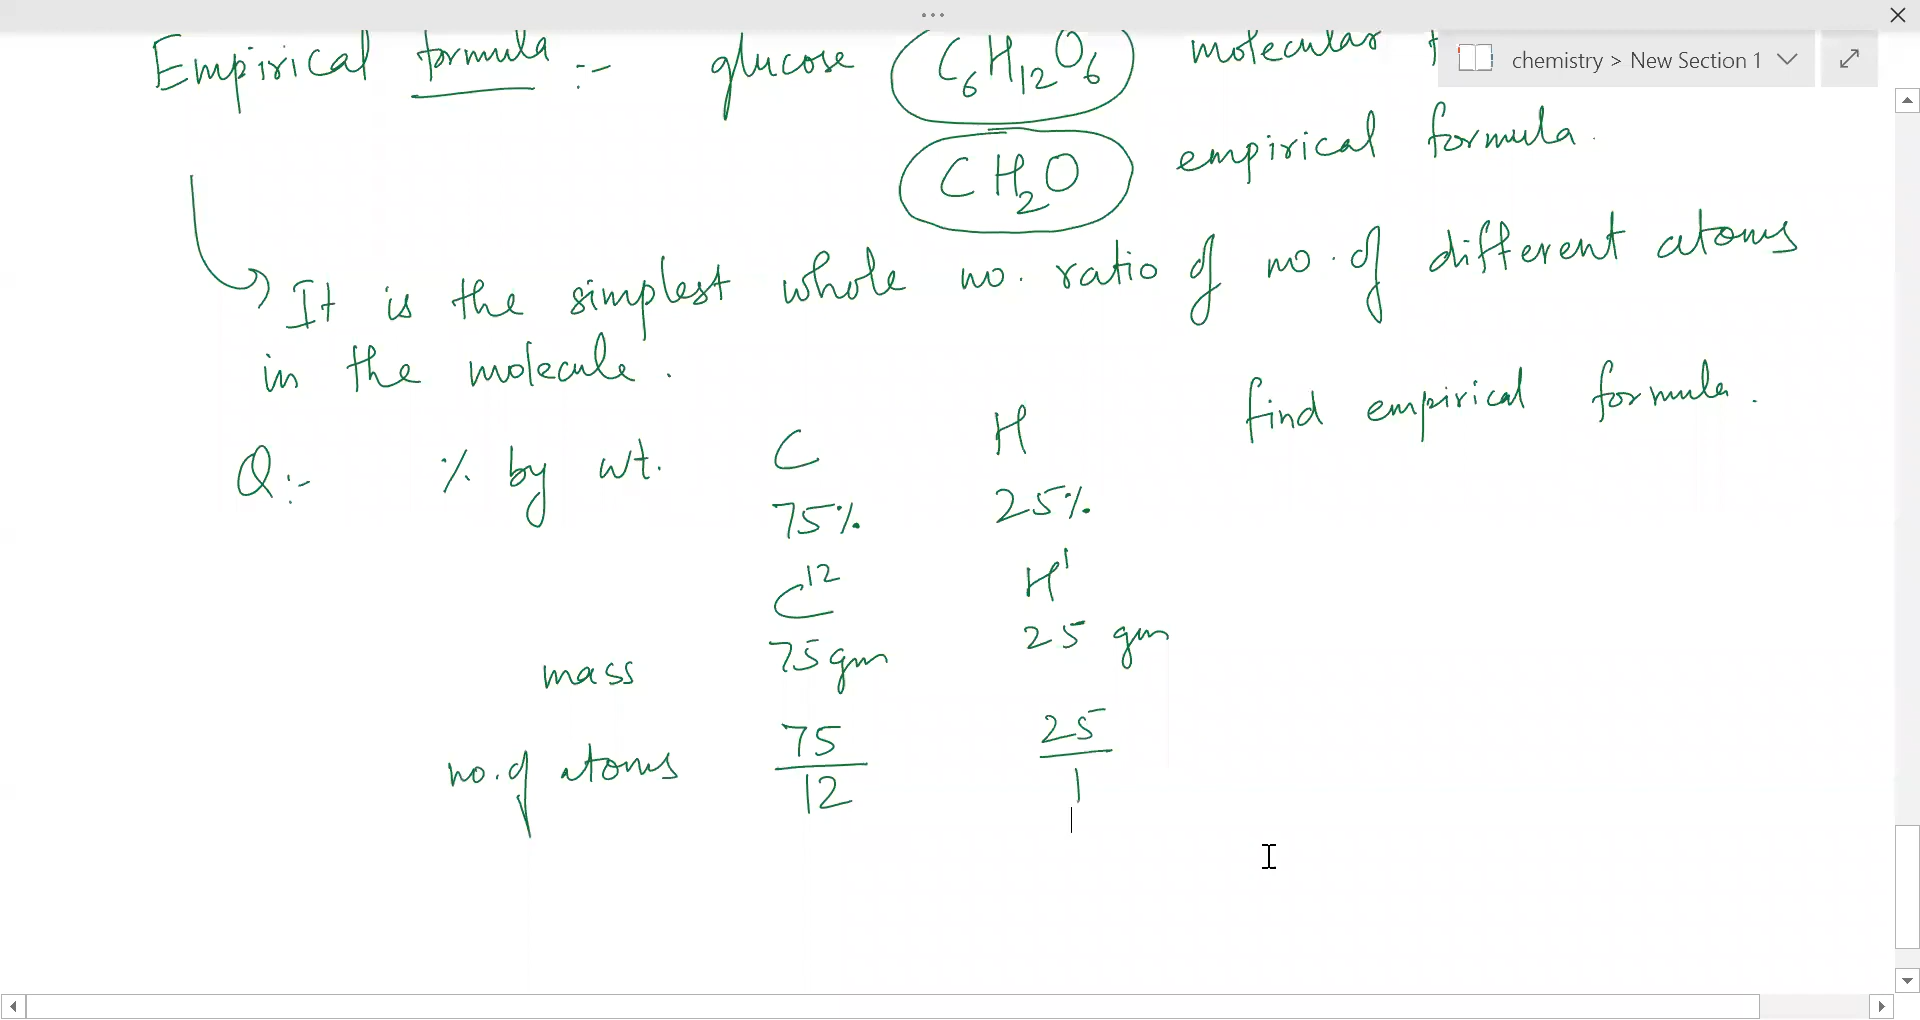 chemistry > New Section 1
Empirical formula :- glucose C6H12O6 molecular
CH2O empirical formula.
It is the simplest whole no. ratio of no. of different atoms
in the molecule.
find empirical formula.
Q:- % by wt. C H
75% 25%
C¹² H¹
mass 75gm 25 gm
no. of atoms 75/12 25/1